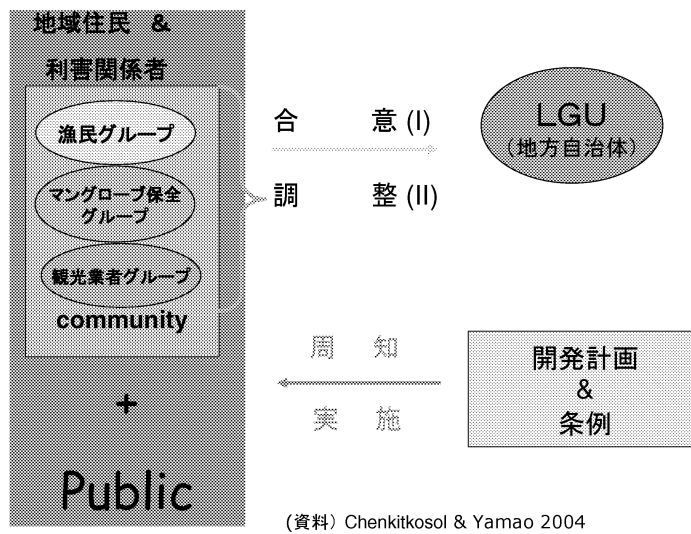 地域住民 &
利害関係者
漁民グループ
マングローブ保全
グループ
観光業者グループ
community
+
Public
合 意 (I)
調 整 (II)
LGU
(地方自治体)
周 知
実 施
開発計画
&
条例
(資料) Chenkitkosol & Yamao 2004